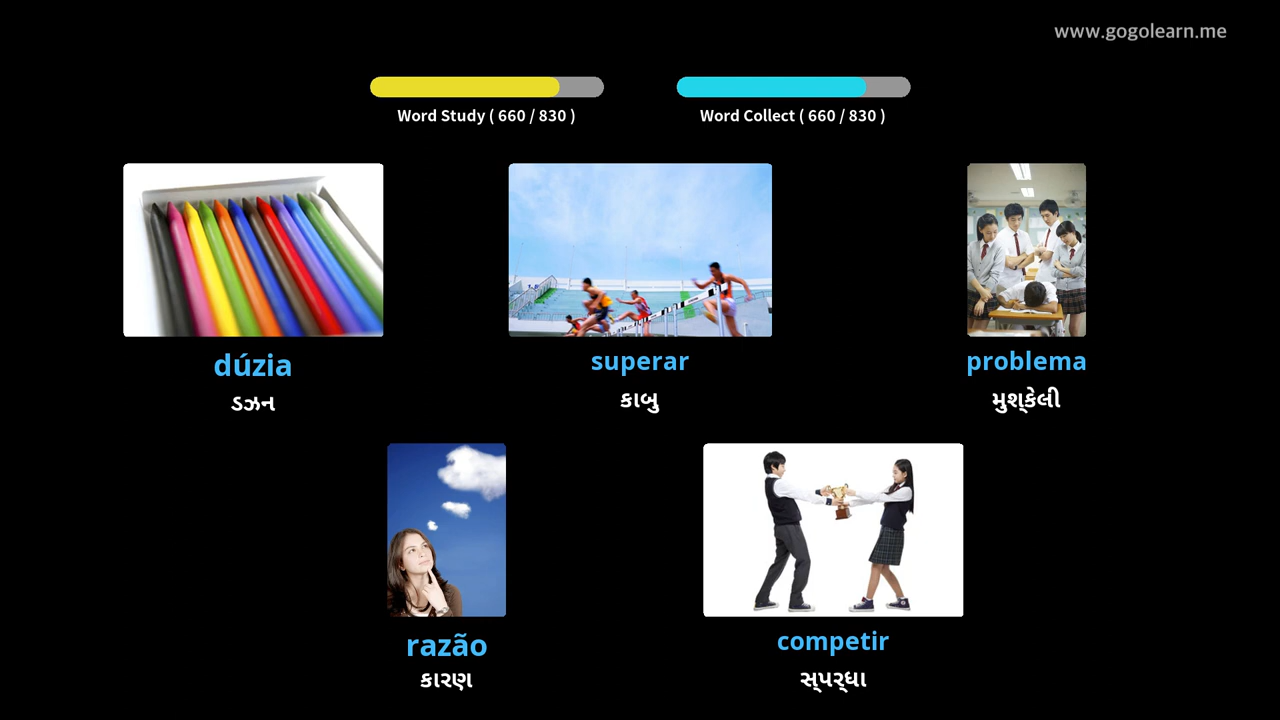 www.gogolearn.me
Word Study ( 660 / 830 )
Word Collect ( 660 / 830 )
dúzia
ડઝન
superar
કાબુ
problema
મુશ્કેલી
razão
કારણ
competir
સ્પર્ધા